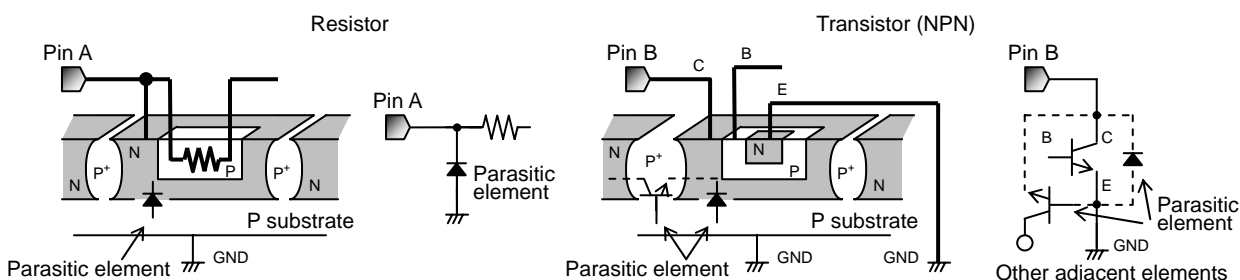 Resistor
Transistor (NPN)
Pin A
Pin B
C
B
E
Pin B
Pin A
N
P+
N
P
P+
N
Parasitic
element
P substrate
Parasitic element
GND
N
P+
N
P
P+
N
P substrate
Parasitic element
GND
B
C
E
Parasitic
element
GND
Other adjacent elements